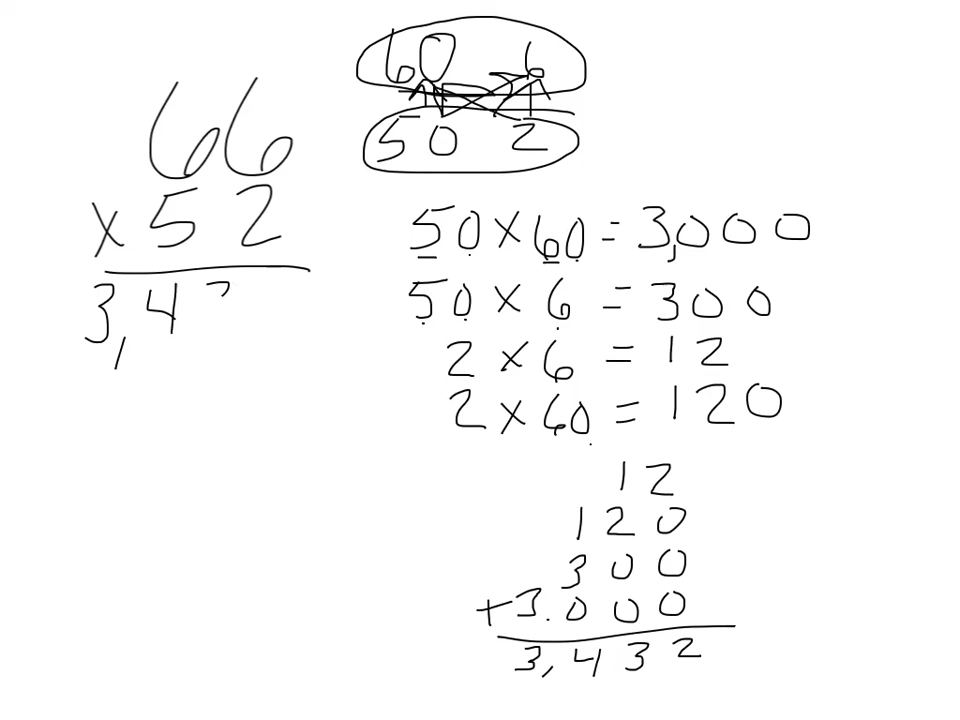 66
x 52
3,43
60 6
50 2
50 x 60 = 3,000
50 x 6 = 300
2 x 6 = 12
2 x 60 = 120
12
120
300
+ 3.000
3,432